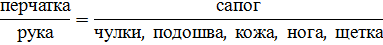 перчатка = сапог
рука чулки, подошва, кожа, нога, щетка